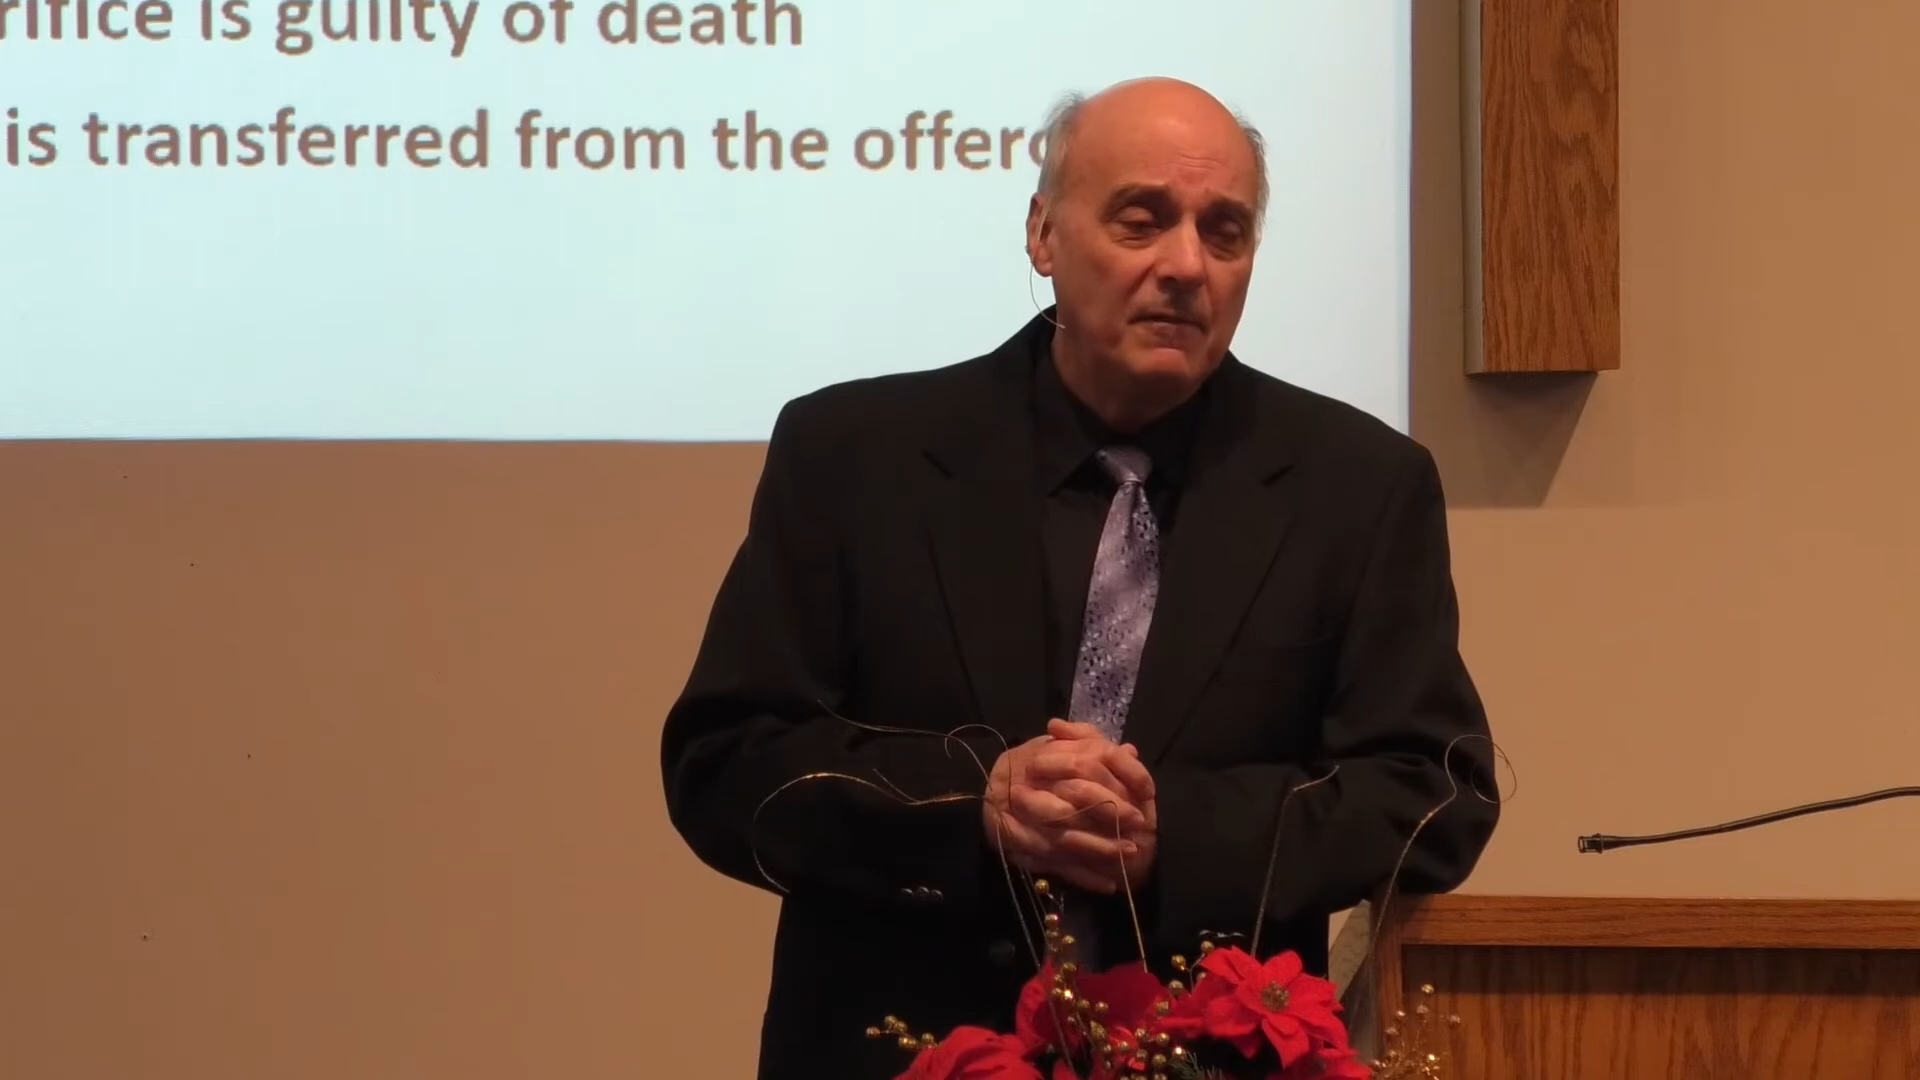 rifice is guilty of death
is transferred from the offer